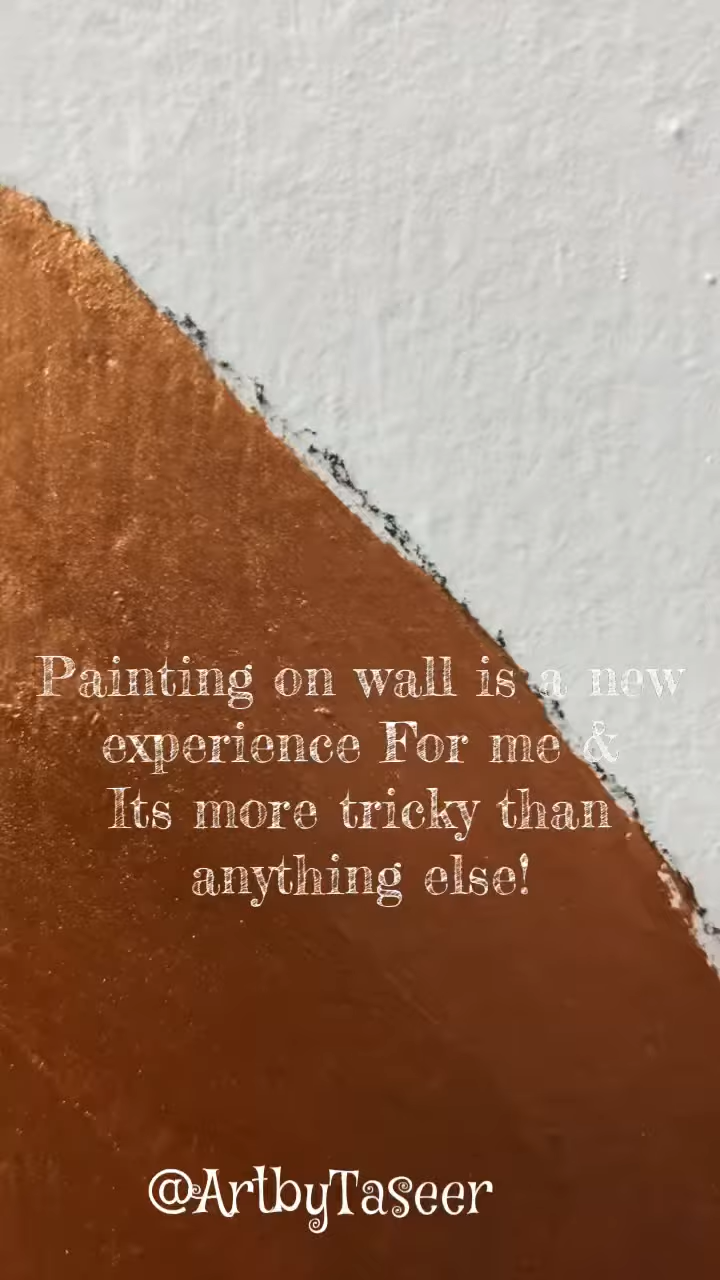 Painting on wall is a new
experience For me &
Its more tricky than
anything else!
@ArtbyTaseer